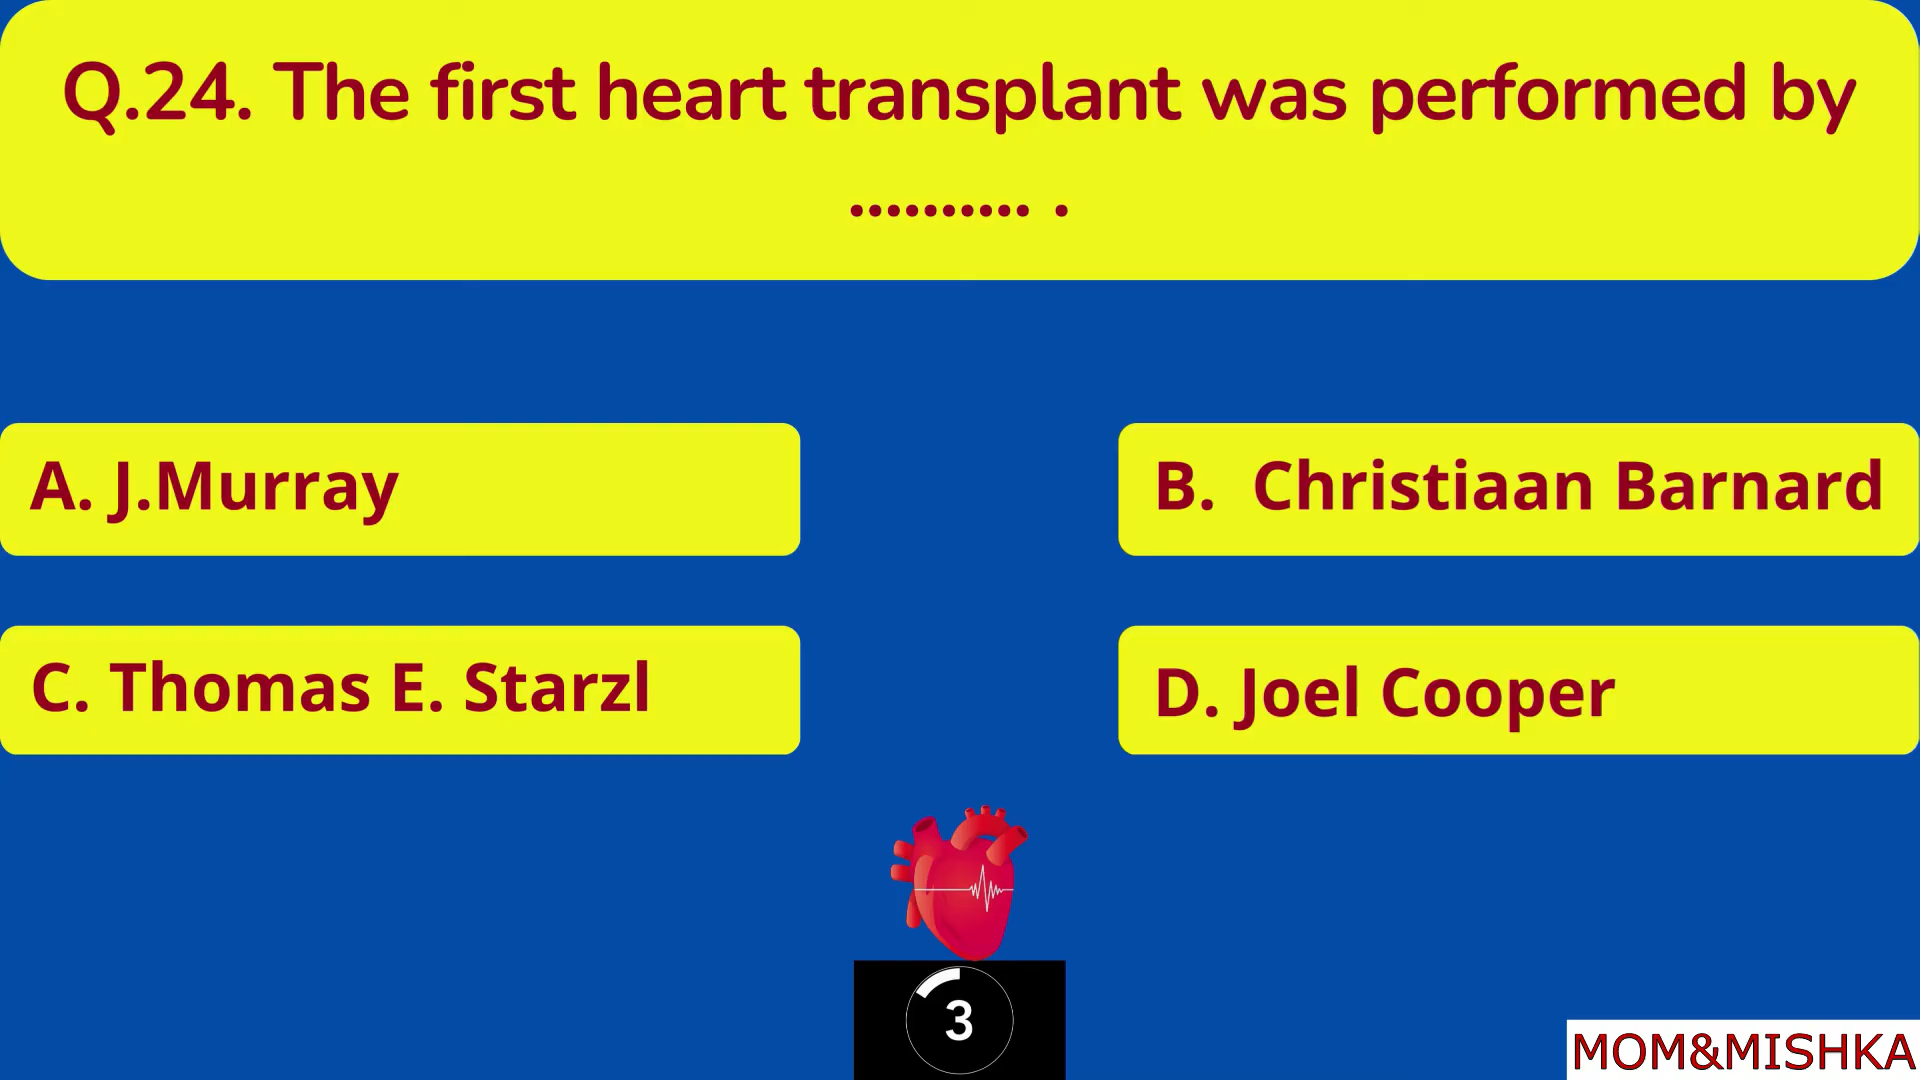 Q.24. The first heart transplant was performed by
.......... .
A. J.Murray
B. Christiaan Barnard
C. Thomas E. Starzl
D. Joel Cooper
3
MOM&MISHKA